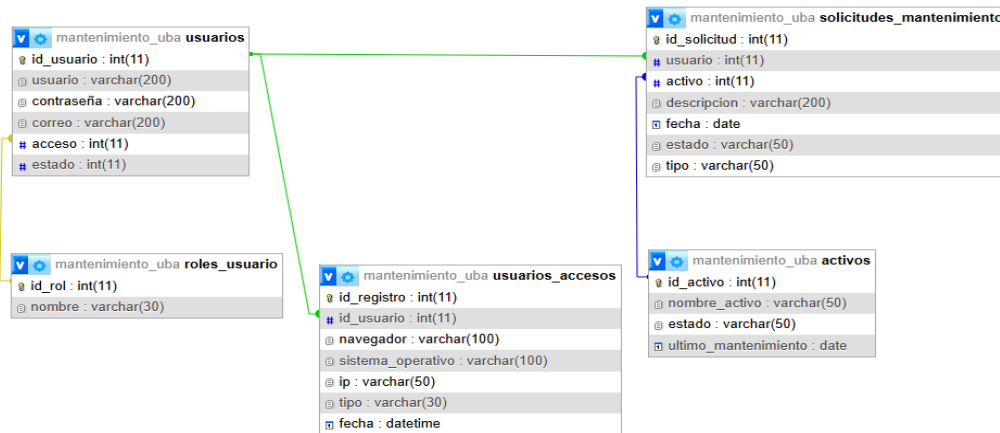 mantenimiento_uba usuarios
id_usuario : int(11)
usuario : varchar(200)
contraseña : varchar(200)
correo : varchar(200)
acceso : int(11)
estado : int(11)
mantenimiento_uba solicitudes_mantenimiento
id_solicitud : int(11)
usuario : int(11)
activo : int(11)
descripcion : varchar(200)
fecha : date
estado : varchar(50)
tipo : varchar(50)
mantenimiento_uba roles_usuario
id_rol : int(11)
nombre : varchar(30)
mantenimiento_uba usuarios_accesos
id_registro : int(11)
id_usuario : int(11)
navegador : varchar(100)
sistema_operativo : varchar(100)
ip : varchar(50)
tipo : varchar(30)
fecha : datetime
mantenimiento_uba activos
id_activo : int(11)
nombre_activo : varchar(50)
estado : varchar(50)
ultimo_mantenimiento : date